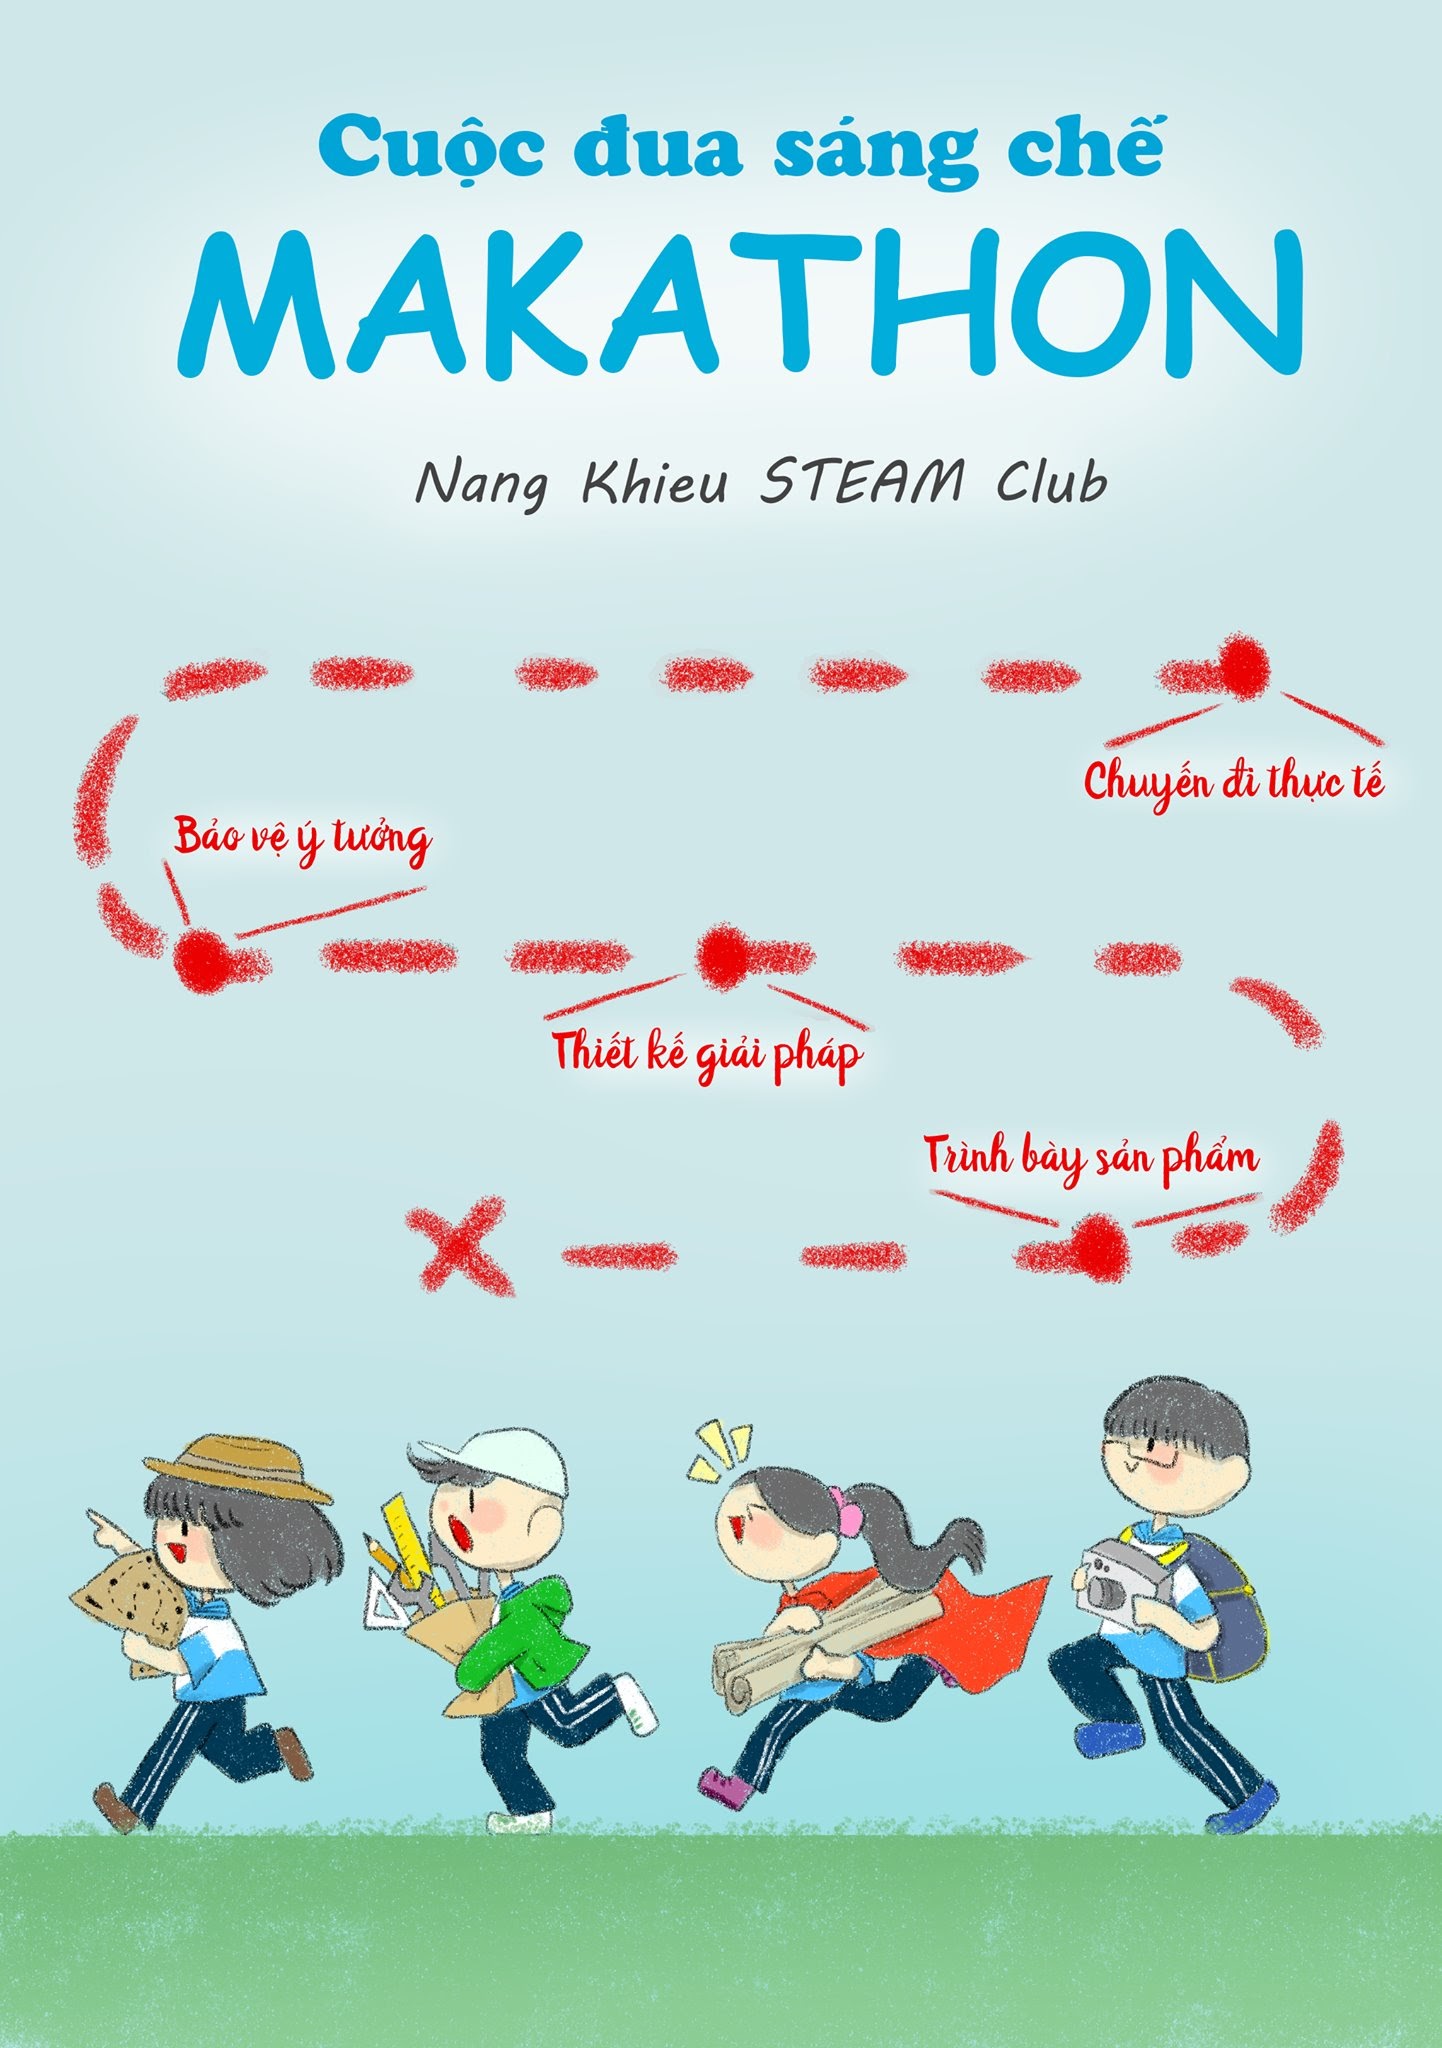 Cuộc đua sáng chế
MAKATHON
Nang Khieu STEAM Club
Chuyến đi thực tế
Bảo vệ ý tưởng
Thiết kế giải pháp
Trình bày sản phẩm